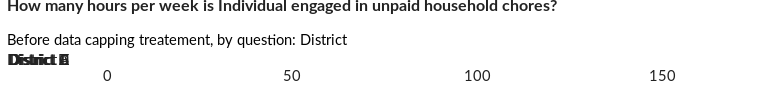 How many hours per week is Individual engaged in unpaid household chores?
Before data capping treatement, by question: District
District
0 50 100 150